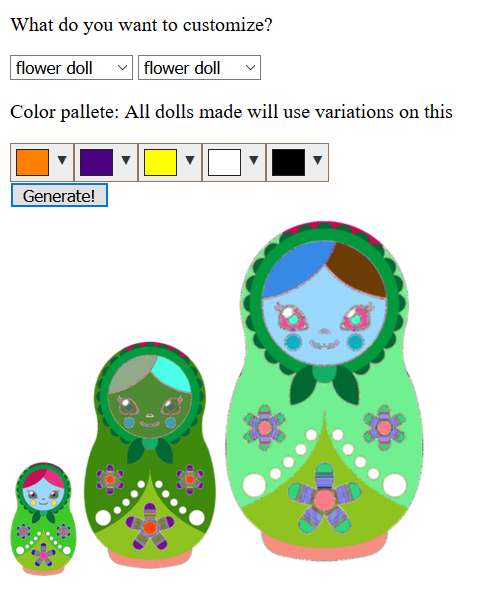 What do you want to customize?
flower doll flower doll
Color pallete: All dolls made will use variations on this
Generate!